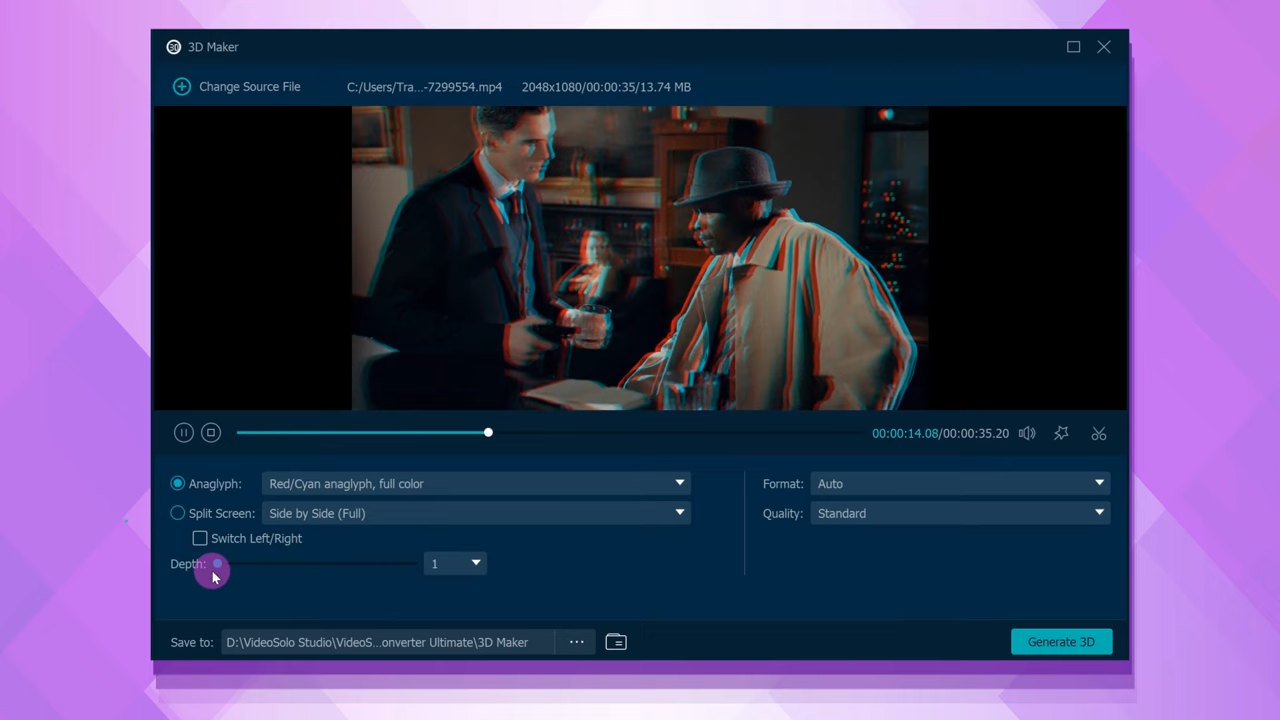 3D Maker
Change Source File C:/Users/Tra...-7299554.mp4 2048x1080/00:00:35/13.74 MB
00:00:14.08/00:00:35.20
Anaglyph: Red/Cyan anaglyph, full color
Split Screen: Side by Side (Full)
Switch Left/Right
Depth: 1
Format: Auto
Quality: Standard
Save to: D:\VideoSolo Studio\VideoS...onverter Ultimate\3D Maker ...
Generate 3D